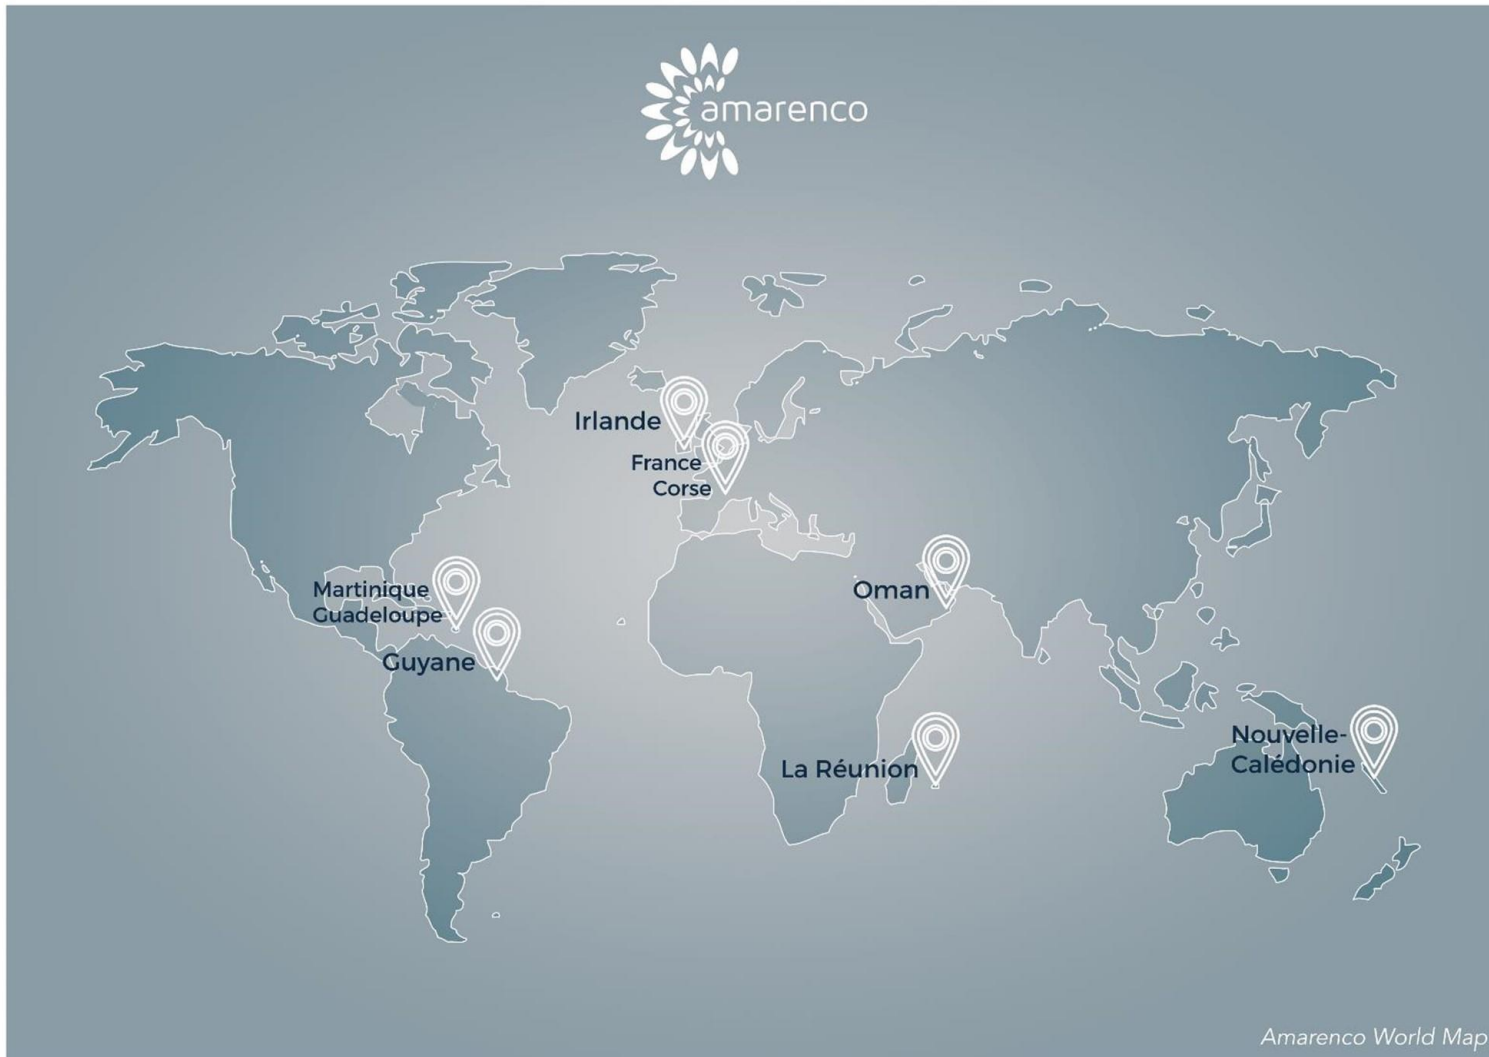 amarenco
Irlande
France
Corse
Martinique
Guadeloupe
Oman
Guyane
La Réunion
Nouvelle-
Calédonie
Amarenco World Map